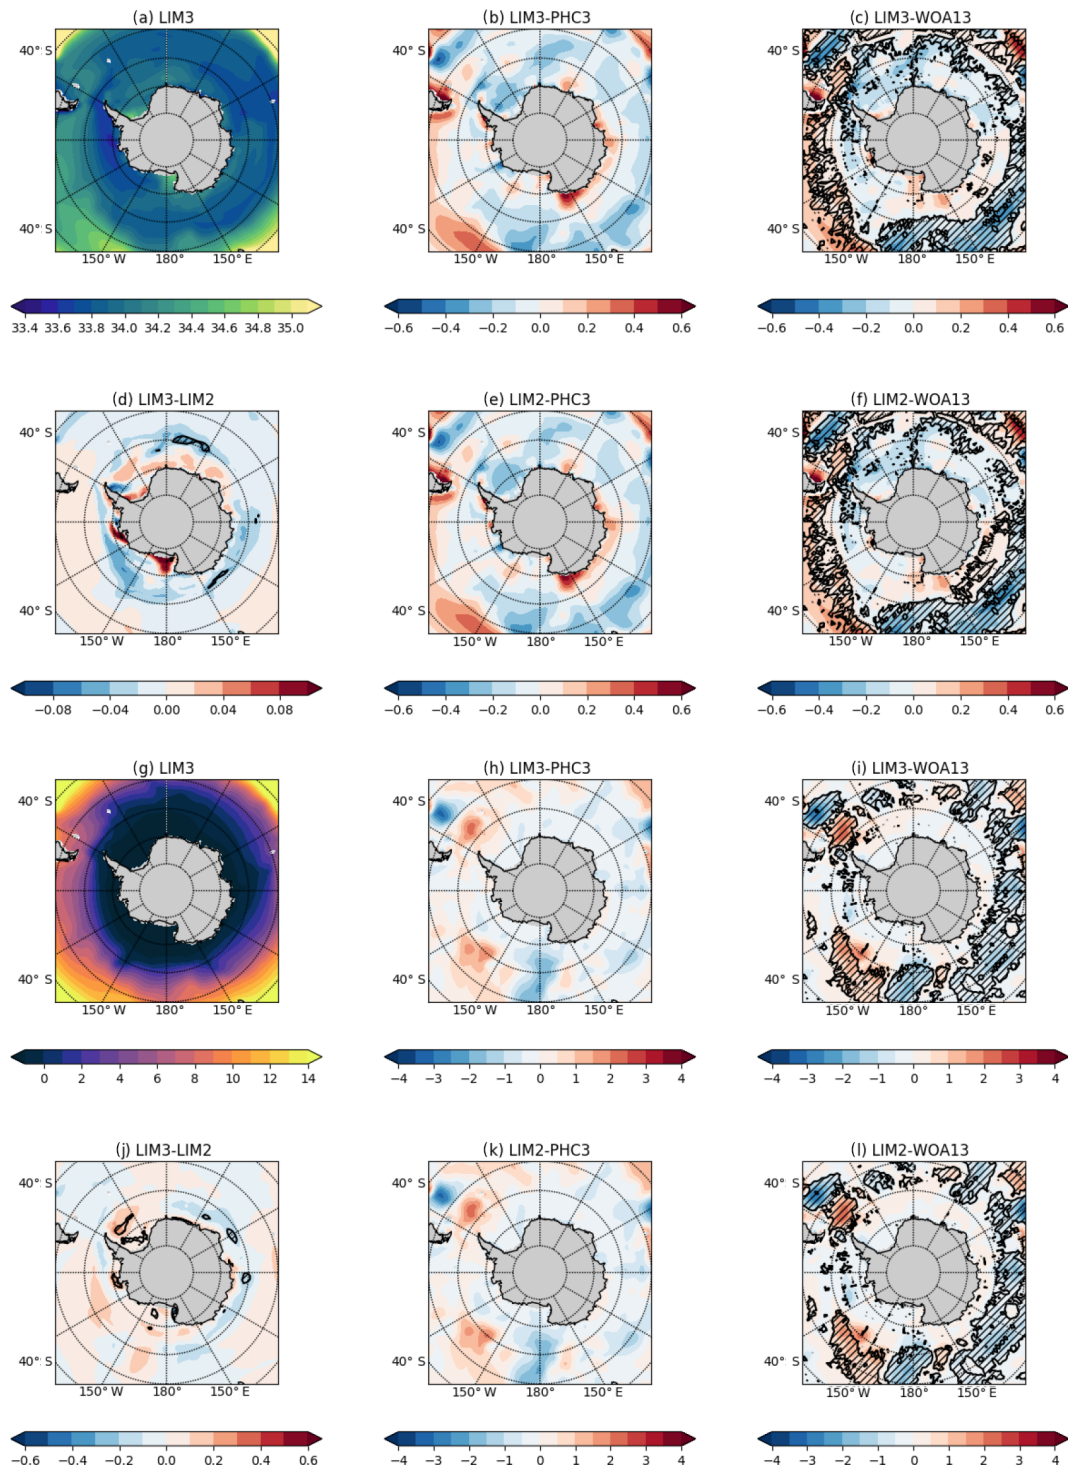 (a) LIM3 (b) LIM3-PHC3 (c) LIM3-WOA13
40° S 40° S 40° S
40° S 40° S 40° S
150° W 180° 150° E 150° W 180° 150° E 150° W 180° 150° E
33.4 33.6 33.8 34.0 34.2 34.4 34.6 34.8 35.0 −0.6 −0.4 −0.2 0.0 0.2 0.4 0.6 −0.6 −0.4 −0.2 0.0 0.2 0.4 0.6
(d) LIM3-LIM2 (e) LIM2-PHC3 (f) LIM2-WOA13
40° S 40° S 40° S
40° S 40° S 40° S
150° W 180° 150° E 150° W 180° 150° E 150° W 180° 150° E
−0.08 −0.04 0.00 0.04 0.08 −0.6 −0.4 −0.2 0.0 0.2 0.4 0.6 −0.6 −0.4 −0.2 0.0 0.2 0.4 0.6
(g) LIM3 (h) LIM3-PHC3 (i) LIM3-WOA13
40° S 40° S 40° S
40° S 40° S 40° S
150° W 180° 150° E 150° W 180° 150° E 150° W 180° 150° E
0 2 4 6 8 10 12 14 −4 −3 −2 −1 0 1 2 3 4 −4 −3 −2 −1 0 1 2 3 4
(j) LIM3-LIM2 (k) LIM2-PHC3 (l) LIM2-WOA13
40° S 40° S 40° S
40° S 40° S 40° S
150° W 180° 150° E 150° W 180° 150° E 150° W 180° 150° E
−0.6 −0.4 −0.2 0.0 0.2 0.4 0.6 −4 −3 −2 −1 0 1 2 3 4 −4 −3 −2 −1 0 1 2 3 4